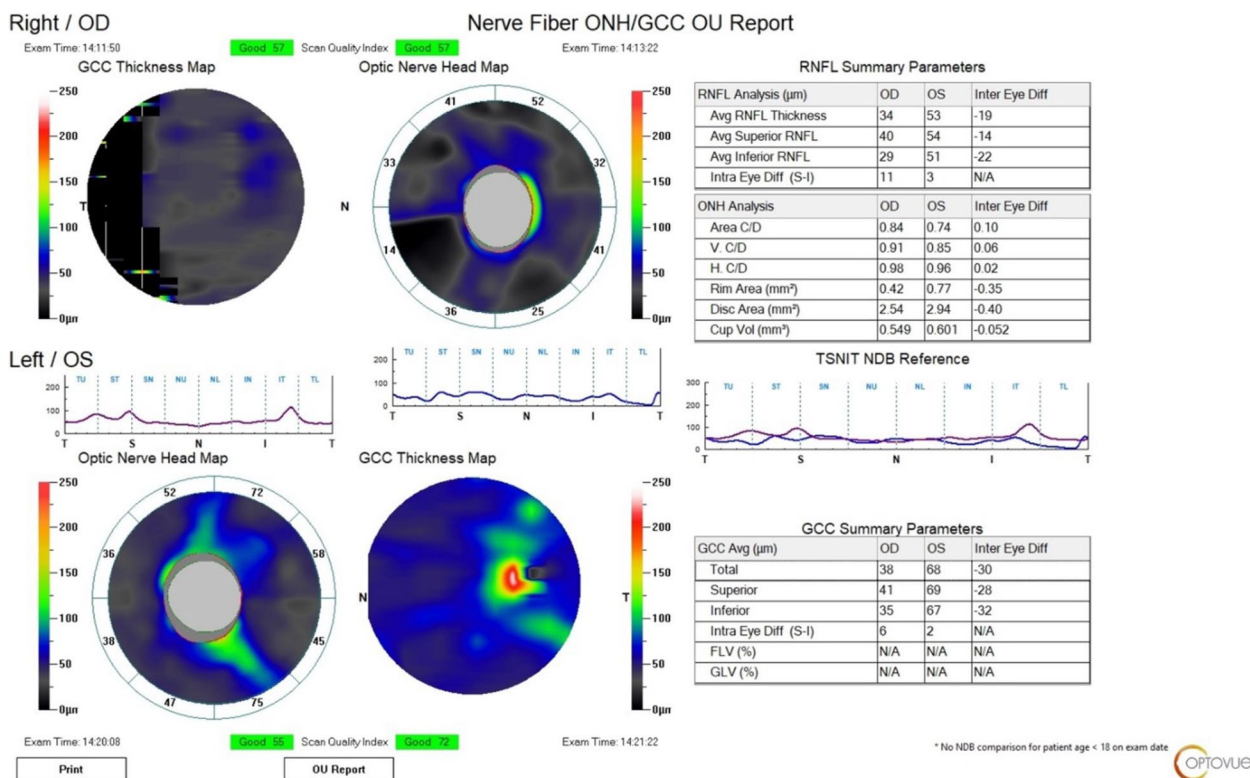 Right / OD
Nerve Fiber ONH/GCC OU Report
Exam Time: 14:11:50
Good 57
Scan Quality Index
Good 57
Exam Time: 14:13:22
GCC Thickness Map
Optic Nerve Head Map
250
200
150
100
50
0µm
T
N
41
52
33
32
14
41
36
25
250
200
150
100
50
0µm
RNFL Summary Parameters
RNFL Analysis (µm) OD OS Inter Eye Diff
Avg RNFL Thickness 34 53 -19
Avg Superior RNFL 40 54 -14
Avg Inferior RNFL 29 51 -22
Intra Eye Diff (S-I) 11 3 N/A
ONH Analysis OD OS Inter Eye Diff
Area C/D 0.84 0.74 0.10
V. C/D 0.91 0.85 0.06
H. C/D 0.98 0.96 0.02
Rim Area (mm²) 0.42 0.77 -0.35
Disc Area (mm²) 2.54 2.94 -0.40
Cup Vol (mm³) 0.549 0.601 -0.052
Left / OS
200
100
0
TU ST SN NU NL IN IT TL
T S N I T
200
100
0
TU ST SN NU NL IN IT TL
T S N I T
TSNIT NDB Reference
300
200
100
0
TU ST SN NU NL IN IT TL
T S N I T
Optic Nerve Head Map
GCC Thickness Map
250
200
150
100
50
0µm
52
72
36
58
38
45
47
75
N
T
250
200
150
100
50
0µm
GCC Summary Parameters
GCC Avg (µm) OD OS Inter Eye Diff
Total 38 68 -30
Superior 41 69 -28
Inferior 35 67 -32
Intra Eye Diff (S-I) 6 2 N/A
FLV (%) N/A N/A N/A
GLV (%) N/A N/A N/A
Exam Time: 14:20:08
Good 55
Scan Quality Index
Good 72
Exam Time: 14:21:22
Print
OU Report
* No NDB comparison for patient age < 18 on exam date
OPTOVUE